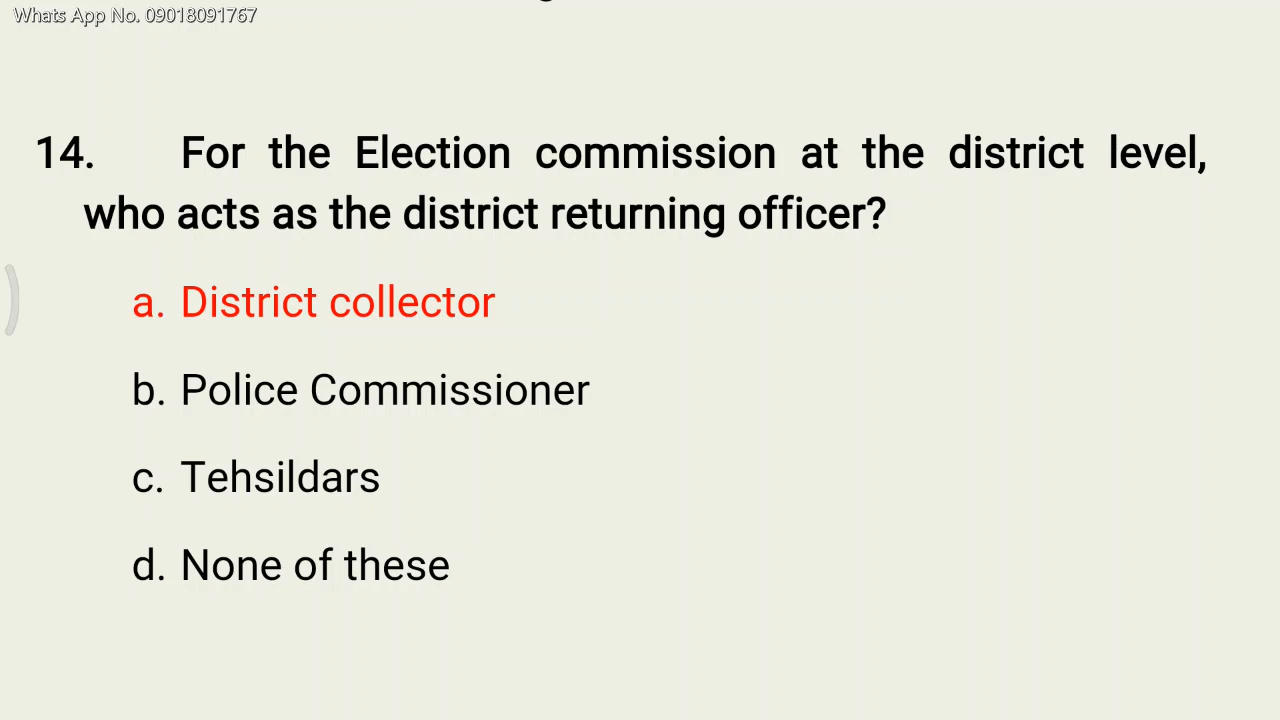 Whats App No. 09018091767
14. For the Election commission at the district level,
who acts as the district returning officer?
a. District collector
b. Police Commissioner
c. Tehsildars
d. None of these